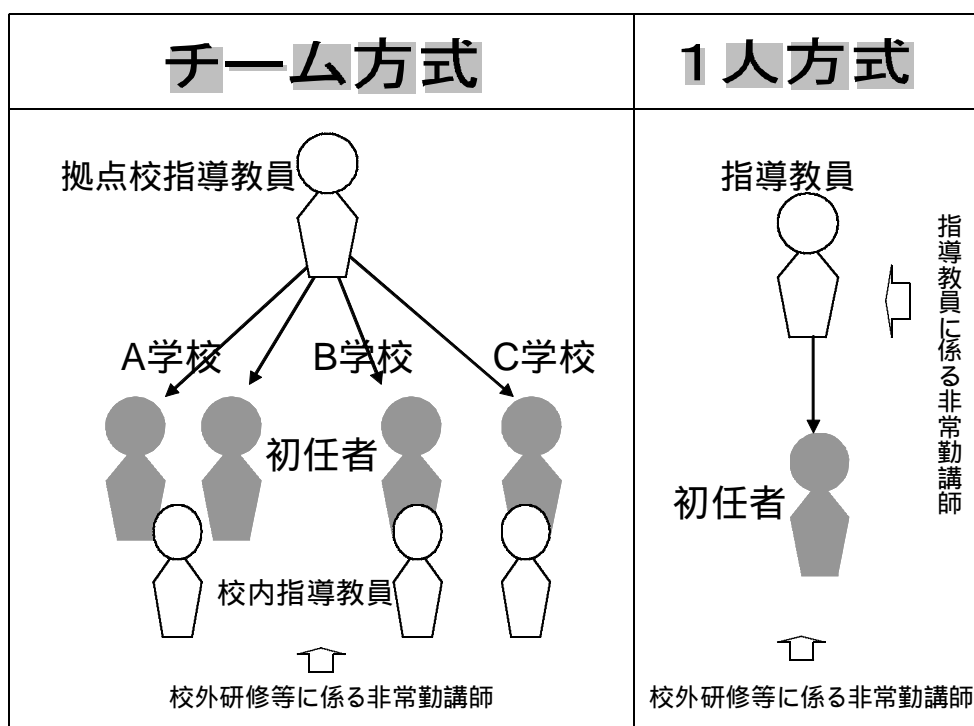 チーム方式
拠点校指導教員
A学校 B学校 C学校
初任者
校内指導教員
校外研修等に係る非常勤講師
1人方式
指導教員
指導教員に係る非常勤講師
初任者
校外研修等に係る非常勤講師